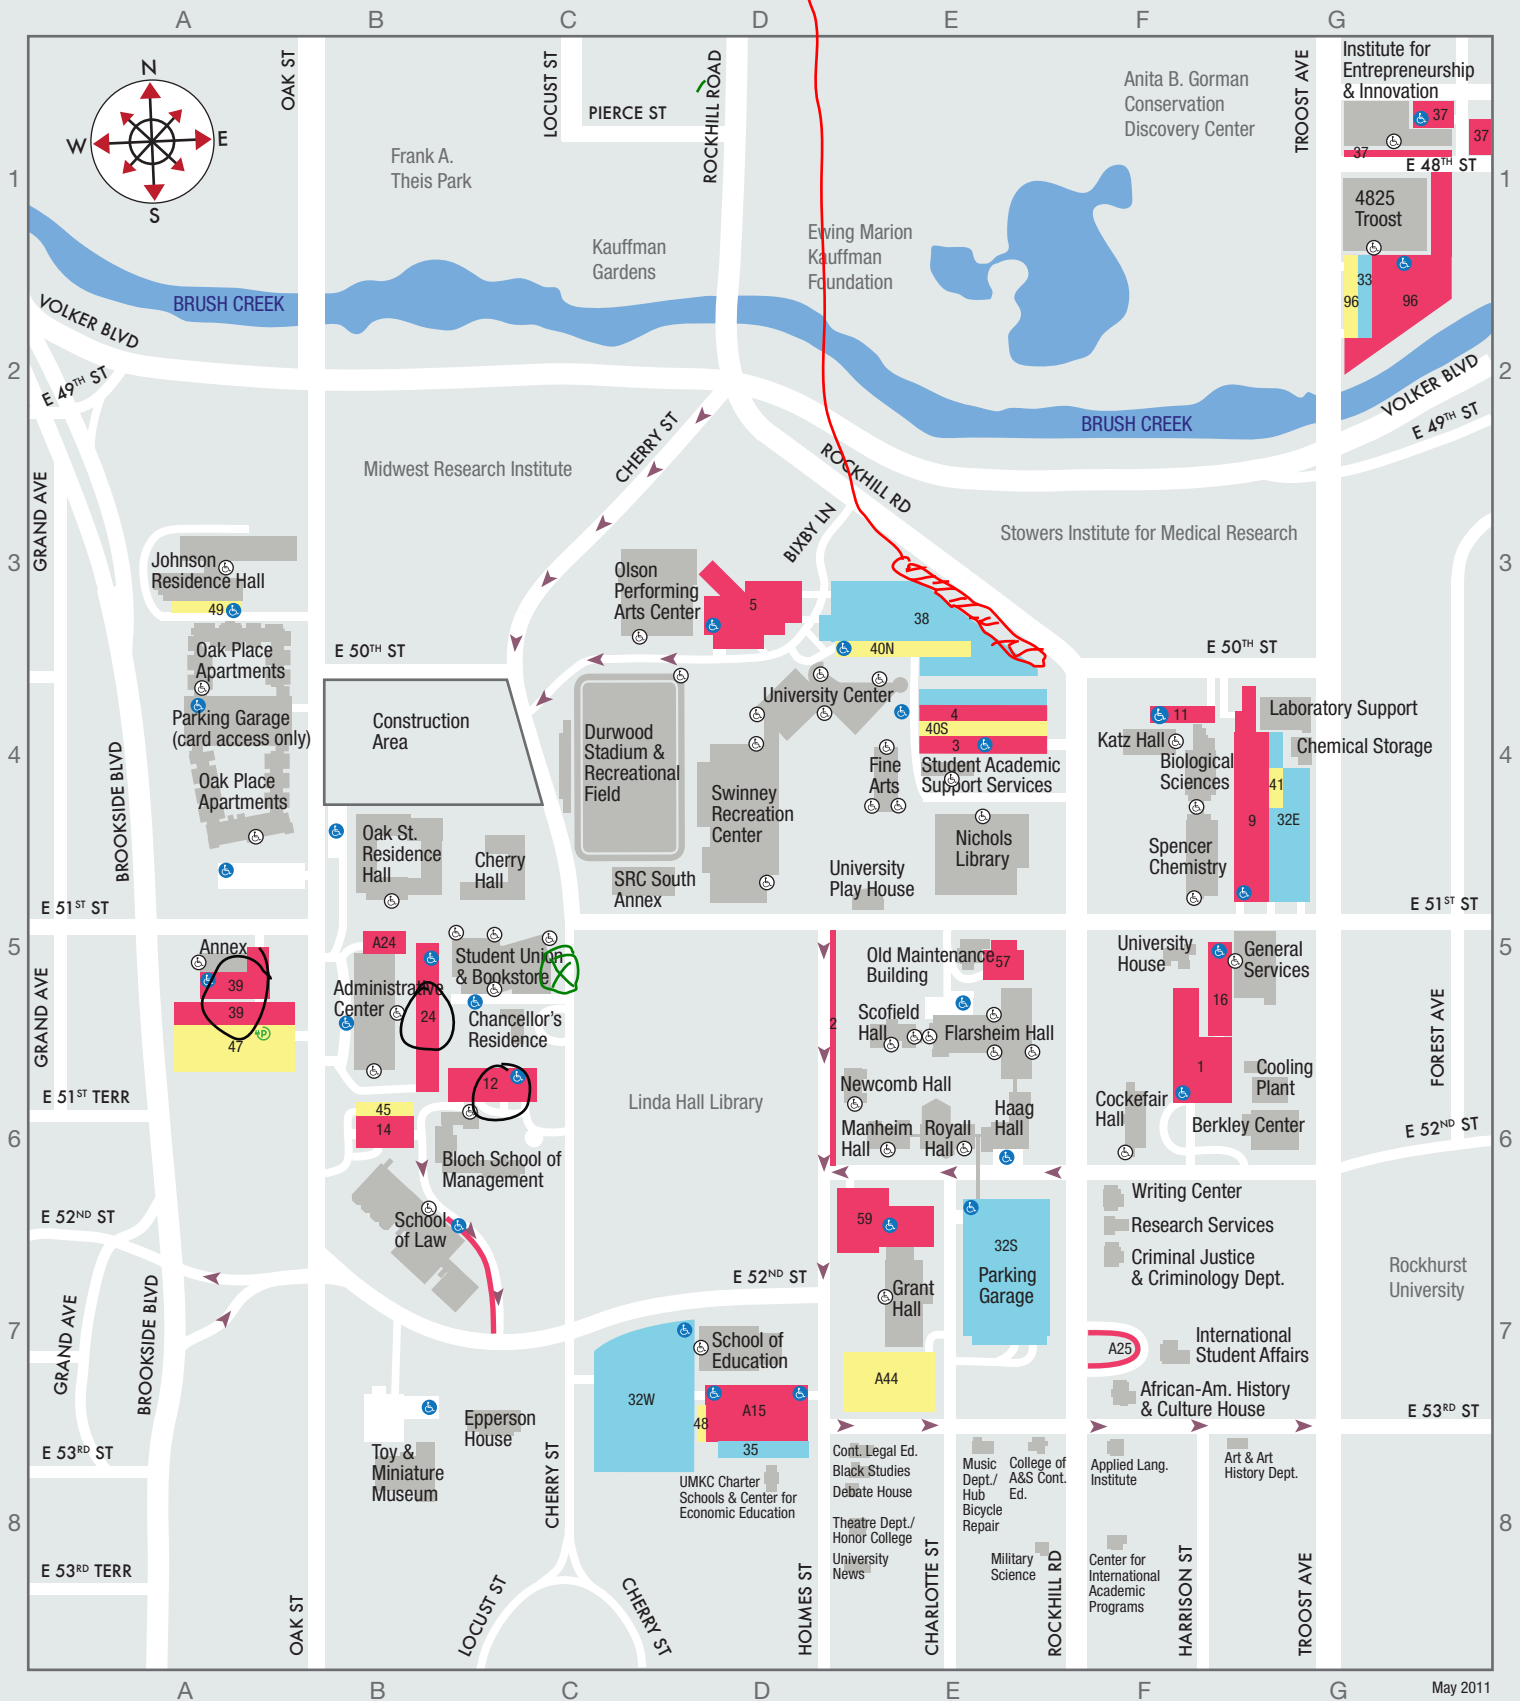 A B C D E F G
N
W E
S
OAK ST
LOCUST ST
PIERCE ST
ROCKHILL ROAD
Anita B. Gorman
Conservation
Discovery Center
TROOST AVE
Institute for
Entrepreneurship
& Innovation
37
37
37
E 48TH ST
1
1
Frank A.
Theis Park
Kauffman
Gardens
Ewing Marion
Kauffman
Foundation
4825
Troost
33
96
96
BRUSH CREEK
VOLKER BLVD
2
2
E 49TH ST
BRUSH CREEK
VOLKER BLVD
E 49TH ST
CHERRY ST
Midwest Research Institute
ROCKHILL RD
GRAND AVE
BIXBY LN
Stowers Institute for Medical Research
3
3
Johnson
Residence Hall
49
Olson
Performing
Arts Center
5
38
40N
Oak Place
Apartments
E 50TH ST
E 50TH ST
University Center
Parking Garage
(card access only)
Construction
Area
Durwood
Stadium &
Recreational
Field
4
40S
3
11
Laboratory Support
Katz Hall
Chemical Storage
4
4
BROOKSIDE BLVD
Fine
Arts
Student Academic
Support Services
Biological
Sciences
41
9
32E
Oak Place
Apartments
Swinney
Recreation
Center
Oak St.
Residence
Hall
Cherry
Hall
Nichols
Library
Spencer
Chemistry
SRC South
Annex
University
Play House
E 51ST ST
E 51ST ST
5
5
Annex
A24
Student Union
& Bookstore
Old Maintenance
Building
57
University
House
General
Services
39
39
Administrative
Center
24
Chancellor's
Residence
2
Scofield
Hall
Flarsheim Hall
16
GRAND AVE
47
12
1
Cooling
Plant
FOREST AVE
E 51ST TERR
45
14
Linda Hall Library
Newcomb Hall
Manheim
Hall
Royall
Hall
Haag
Hall
Cockefair
Hall
Berkley Center
E 52ND ST
6
6
Bloch School of
Management
Writing Center
E 52ND ST
School
of Law
59
32S
Parking
Garage
Research Services
Criminal Justice
& Criminology Dept.
Rockhurst
University
E 52ND ST
Grant
Hall
7
7
GRAND AVE
BROOKSIDE BLVD
School of
Education
A25
International
Student Affairs
32W
A15
48
35
A44
African-Am. History
& Culture House
E 53RD ST
E 53RD ST
Epperson
House
Toy &
Miniature
Museum
CHERRY ST
UMKC Charter
Schools & Center for
Economic Education
Cont. Legal Ed.
Black Studies
Debate House
Theatre Dept./
Honor College
University
News
Music
Dept./
Hub
Bicycle
Repair
College of
A&S Cont.
Ed.
Military
Science
Applied Lang.
Institute
Art & Art
History Dept.
Center for
International
Academic
Programs
8
8
E 53RD TERR
OAK ST
LOCUST ST
CHERRY ST
HOLMES ST
CHARLOTTE ST
ROCKHILL RD
HARRISON ST
TROOST AVE
A B C D E F G
May 2011